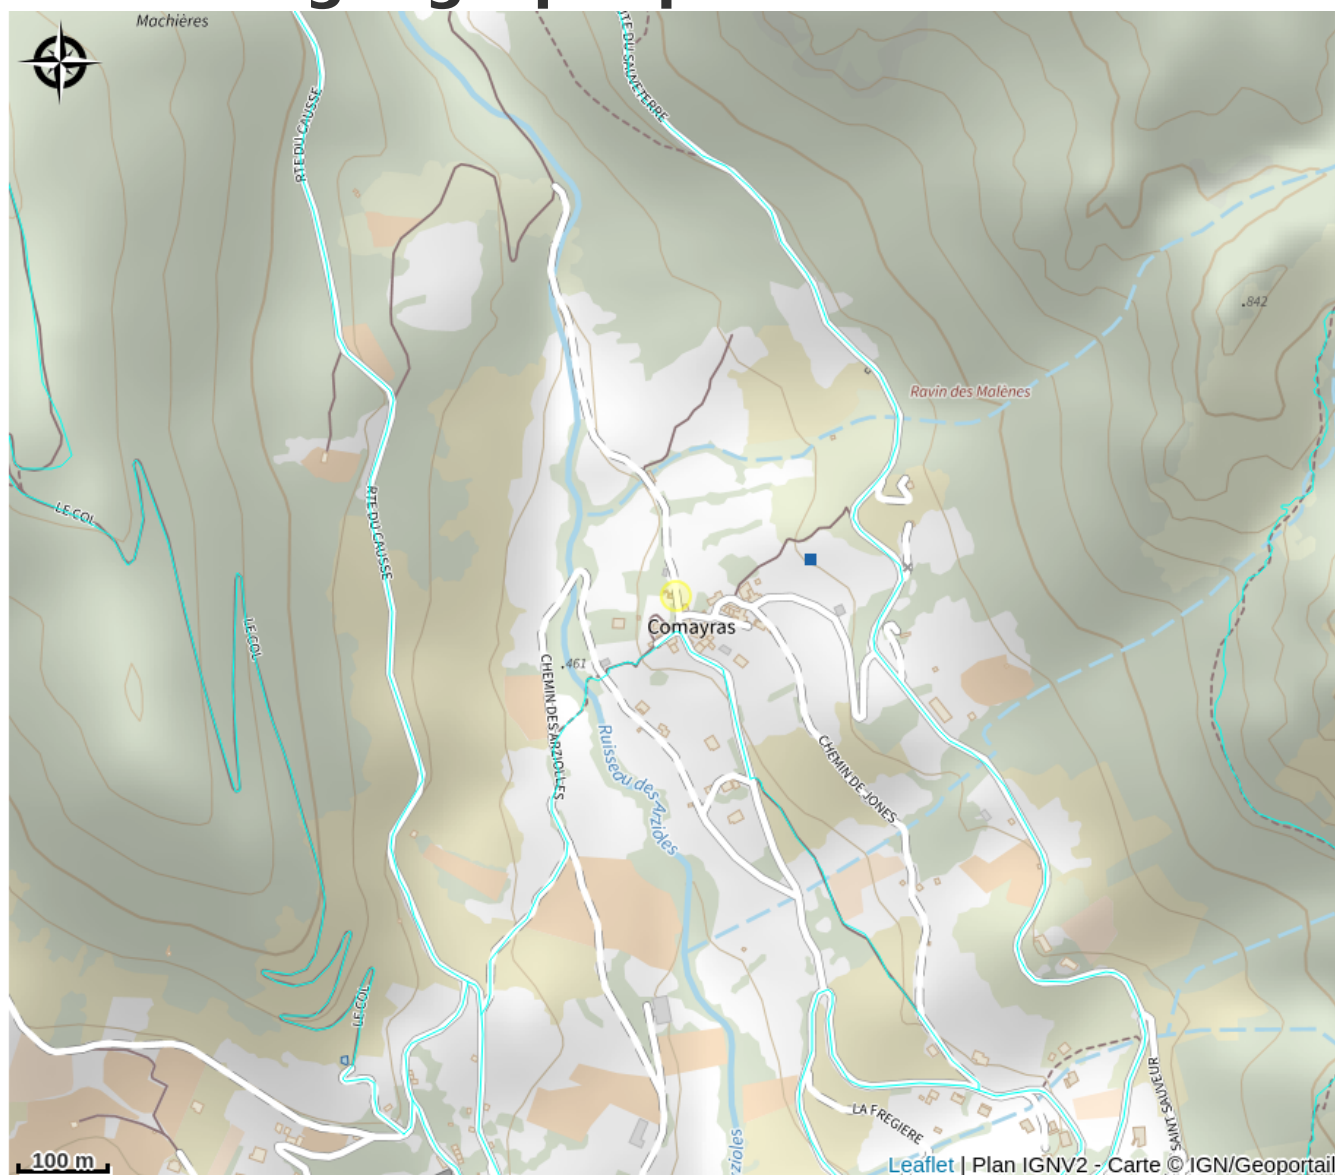 Machières
RTE DU CAUSSE
RTE DU SAUVETERRE
842
Ravin des Malènes
LE COL
RTE DU CAUSSE
LE COL
Comayras
461
CHEMIN DES ARZIOLLES
Ruisseau des Arzioles
CHEMIN DE JONES
LE COL
SAINT SAUVEUR
LA FREGIERE
zioles
100 m
Leaflet | Plan IGNV2 - Carte © IGN/Geoportail